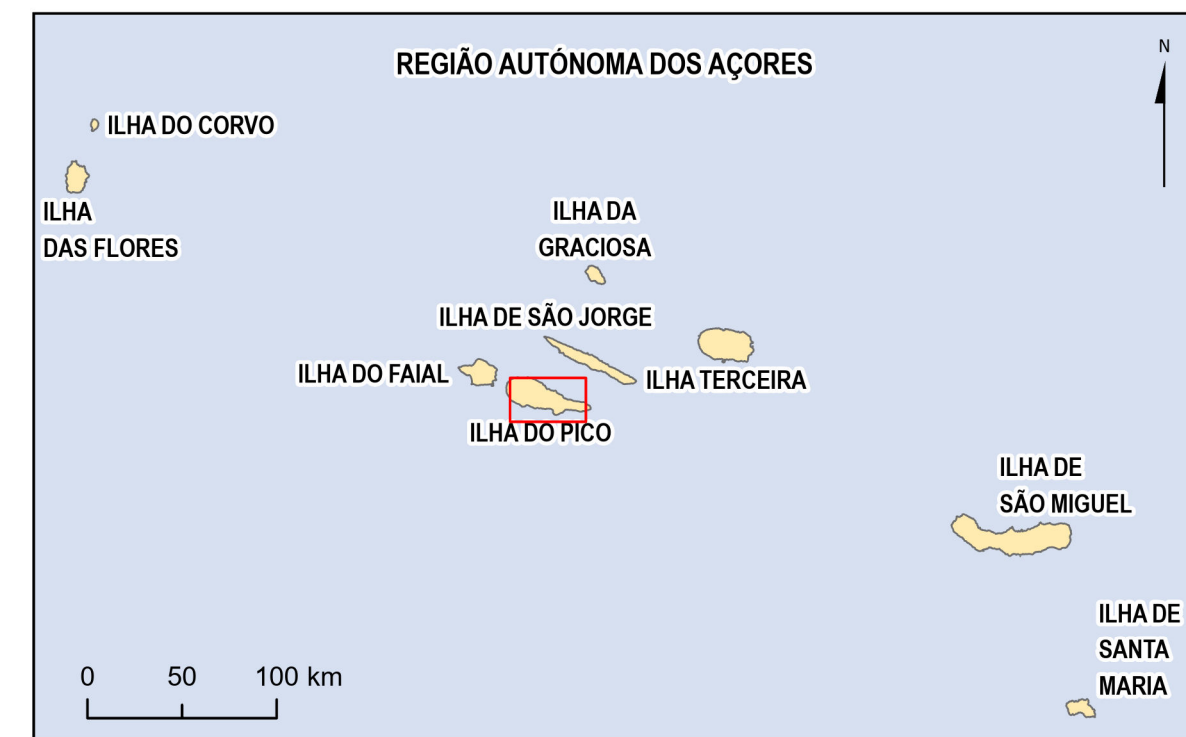 REGIÃO AUTÓNOMA DOS AÇORES
N
ILHA DO CORVO
ILHA
DAS FLORES
ILHA DA
GRACIOSA
ILHA DE SÃO JORGE
ILHA DO FAIAL
ILHA TERCEIRA
ILHA DO PICO
ILHA DE
SÃO MIGUEL
ILHA DE
SANTA
MARIA
0 50 100 km